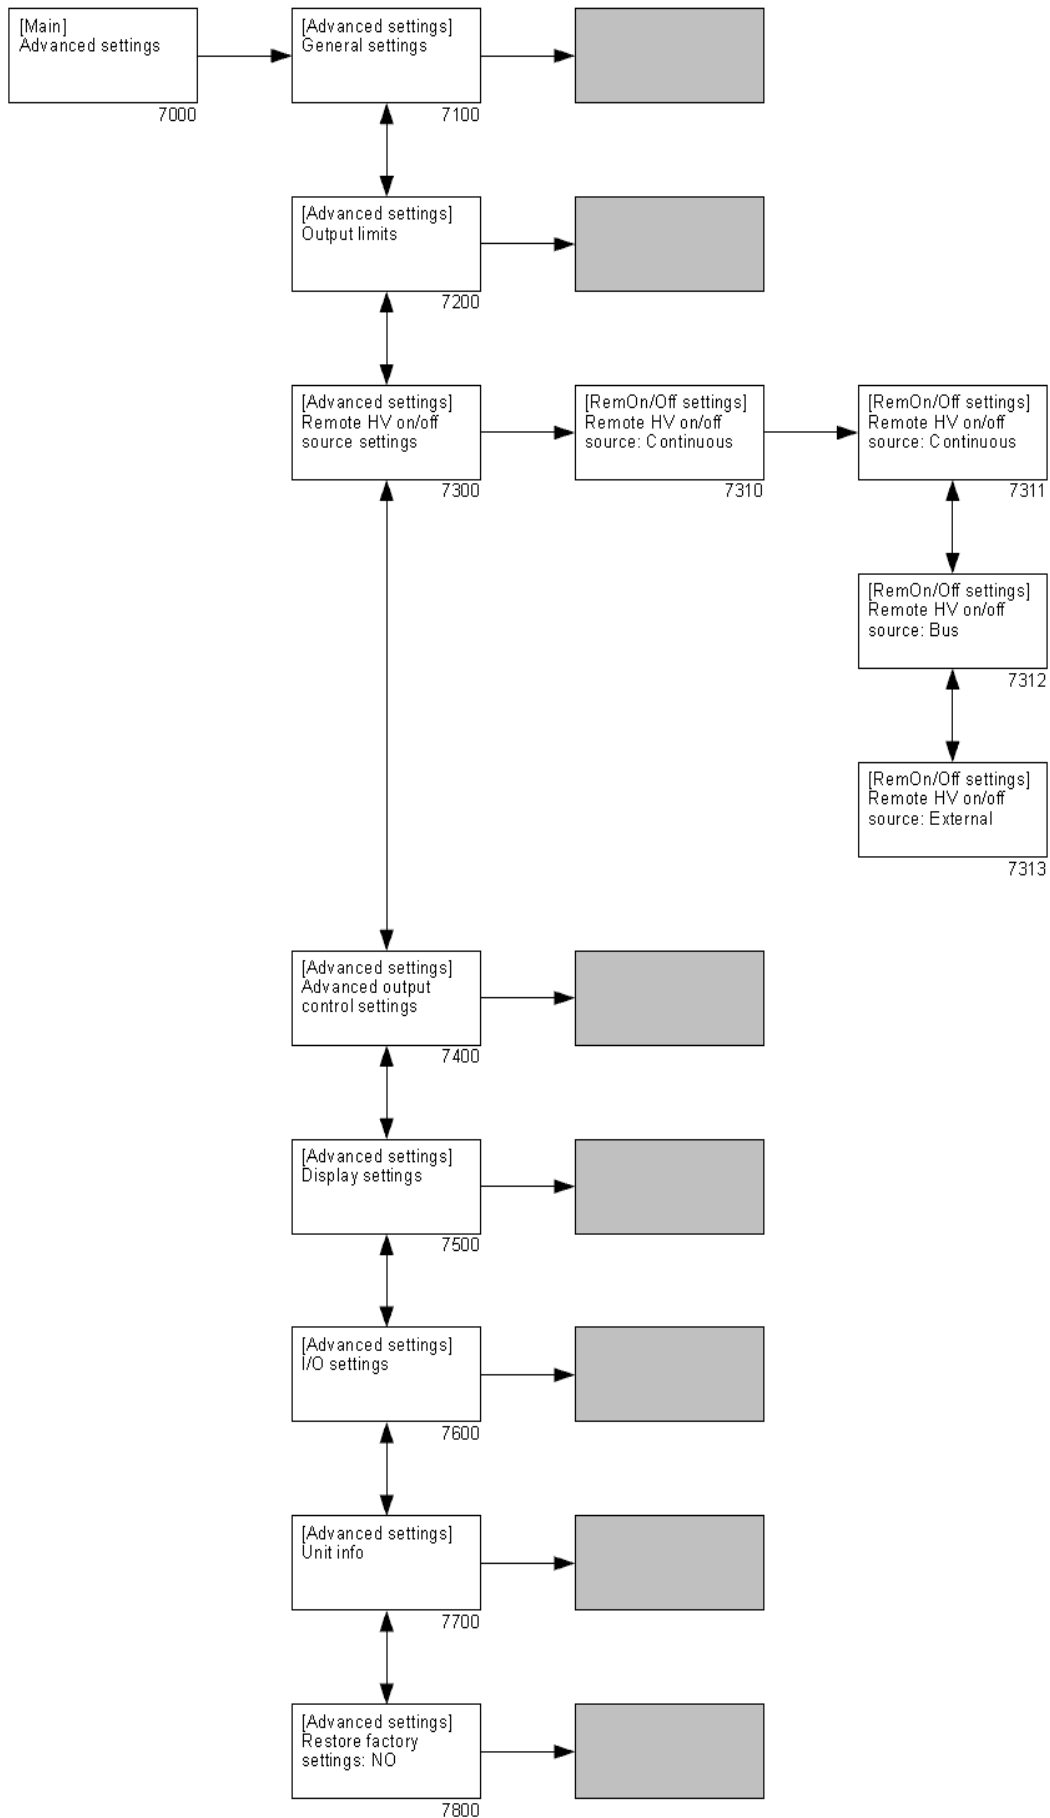 [Main]
Advanced settings
7000
[Advanced settings]
General settings
7100
[Advanced settings]
Output limits
7200
[Advanced settings]
Remote HV on/off
source settings
7300
[RemOn/Off settings]
Remote HV on/off
source: Continuous
7310
[RemOn/Off settings]
Remote HV on/off
source: Continuous
7311
[RemOn/Off settings]
Remote HV on/off
source: Bus
7312
[RemOn/Off settings]
Remote HV on/off
source: External
7313
[Advanced settings]
Advanced output
control settings
7400
[Advanced settings]
Display settings
7500
[Advanced settings]
I/O settings
7600
[Advanced settings]
Unit info
7700
[Advanced settings]
Restore factory
settings: NO
7800